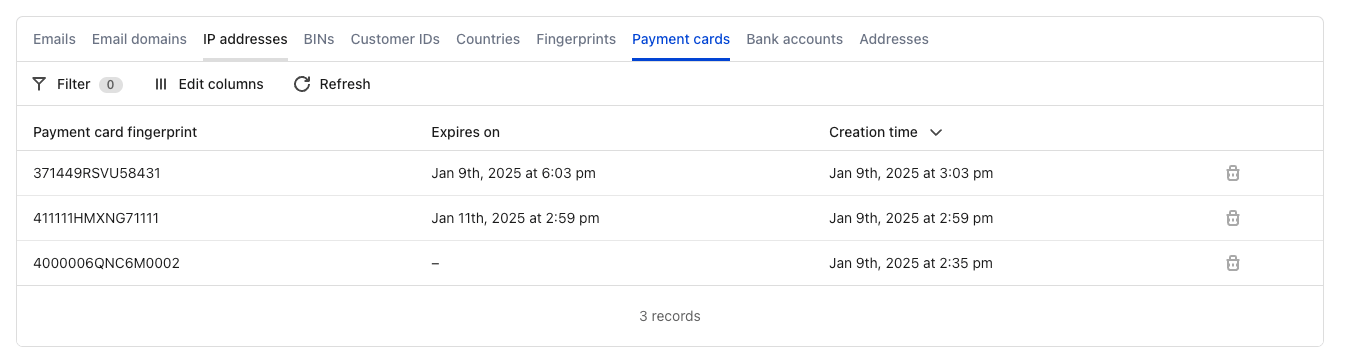 Emails Email domains IP addresses BINs Customer IDs Countries Fingerprints Payment cards Bank accounts Addresses
Filter 0 Edit columns Refresh
Payment card fingerprint Expires on Creation time
371449RSVU58431 Jan 9th, 2025 at 6:03 pm Jan 9th, 2025 at 3:03 pm
411111HMXNG71111 Jan 11th, 2025 at 2:59 pm Jan 9th, 2025 at 2:59 pm
4000006QNC6M0002 – Jan 9th, 2025 at 2:35 pm
3 records